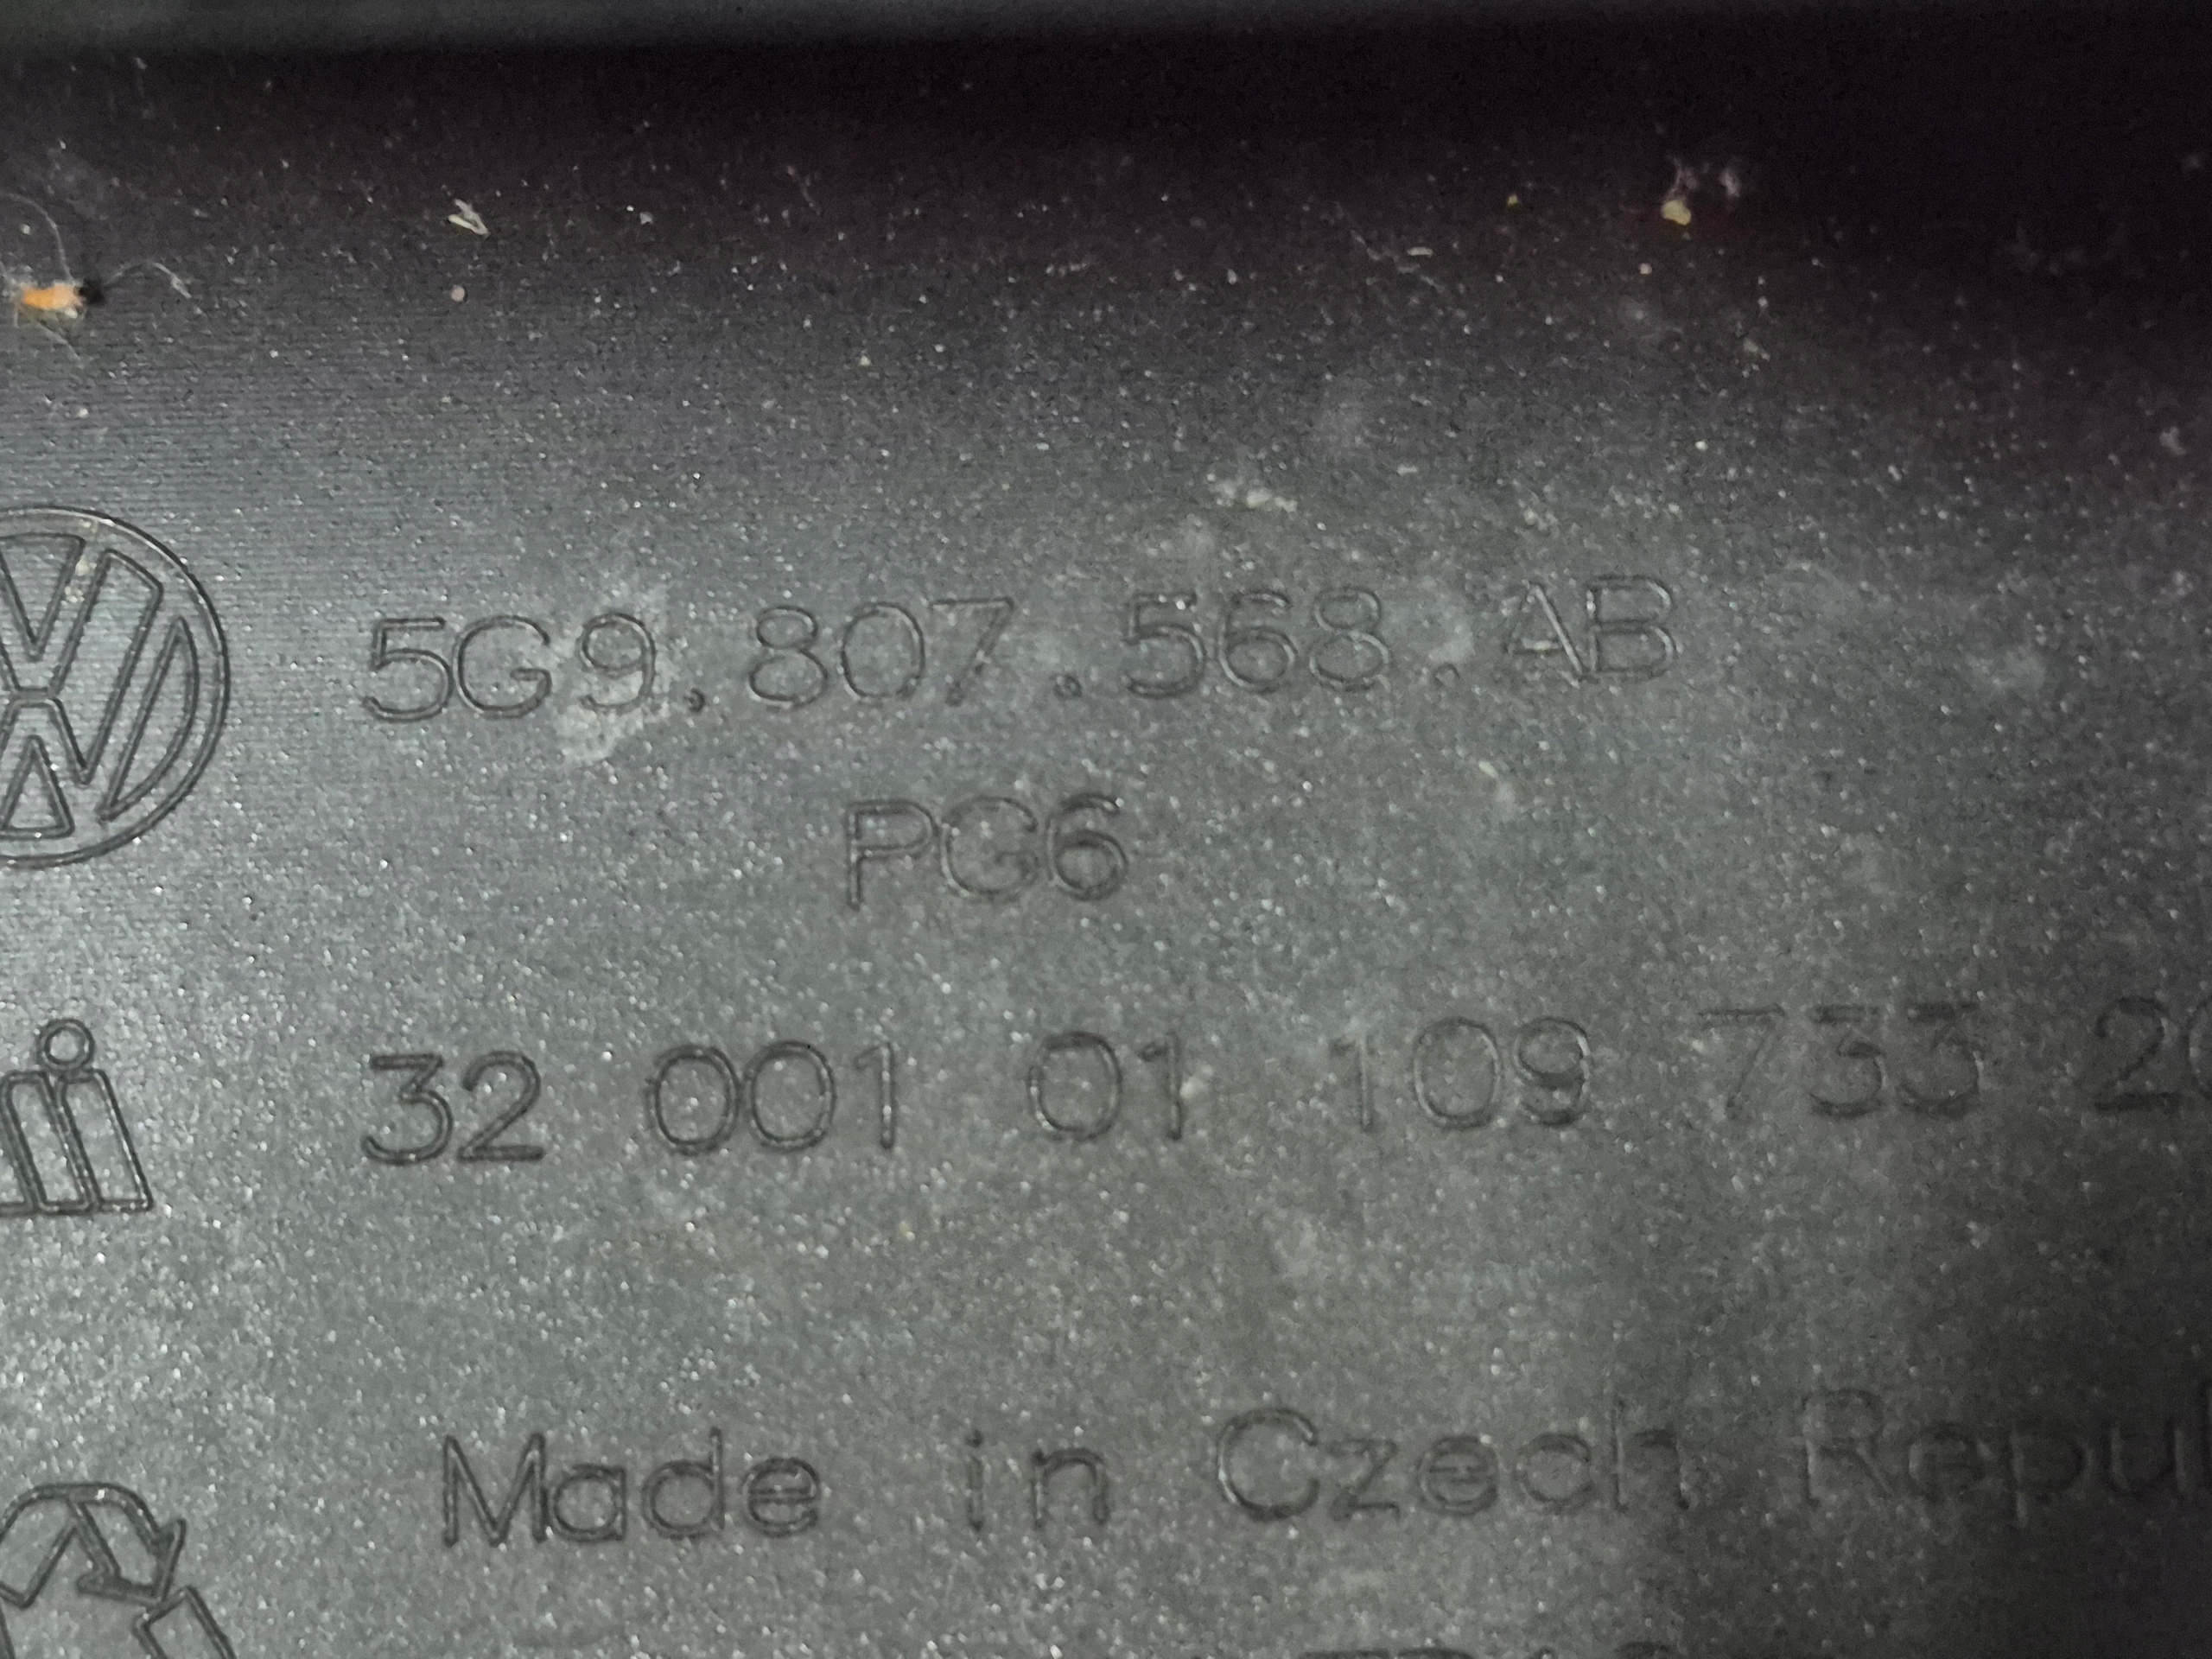 5G9.807.568.AB
PG6
32 001 01 109 733
Made in Czech